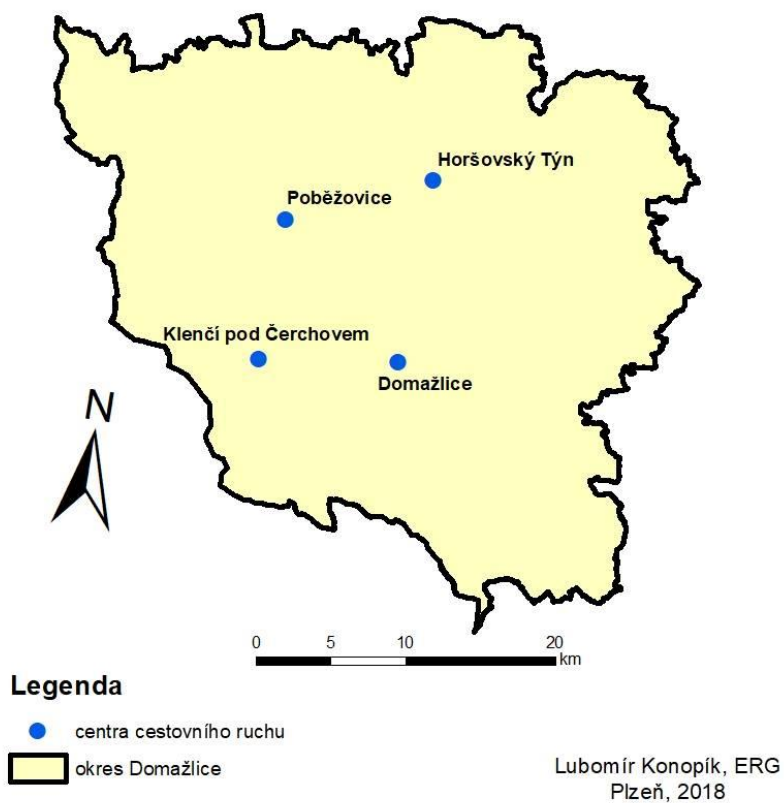 Horšovský Týn
Poběžovice
Klenčí pod Čerchovem
Domažlice
N
0 5 10 20
km
Legenda
centra cestovního ruchu
okres Domažlice
Lubomír Konopík, ERG
Plzeň, 2018